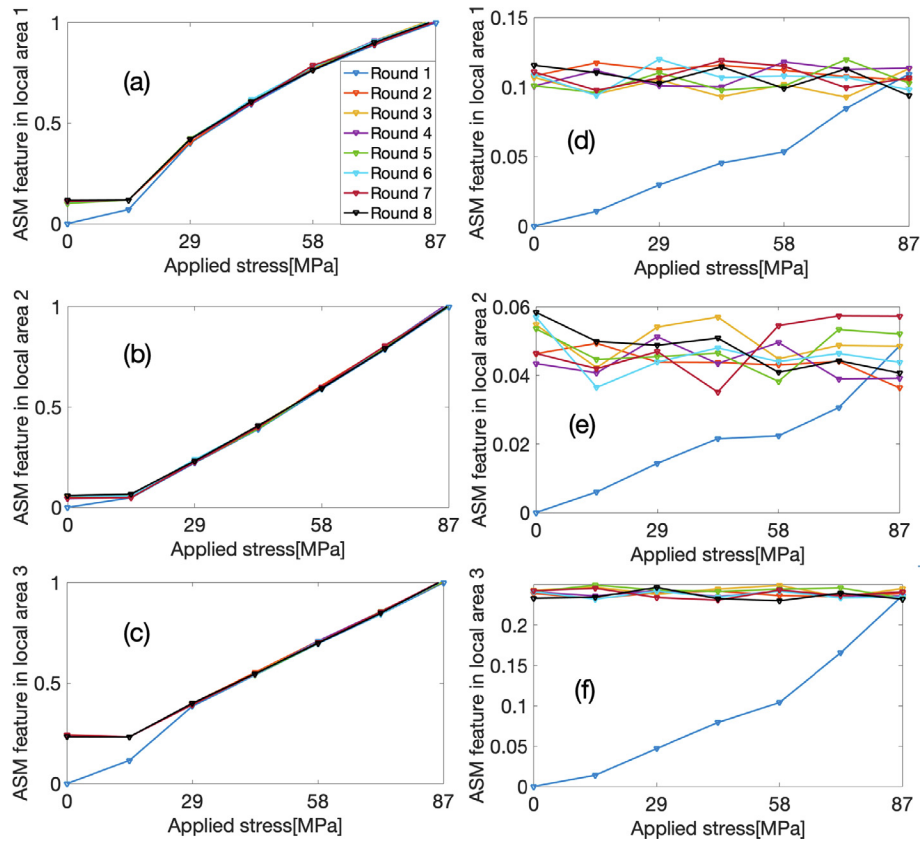 ASM feature in local area 1
1
0.5
0
(a)
Round 1
Round 2
Round 3
Round 4
Round 5
Round 6
Round 7
Round 8
0 29 58 87
Applied stress[MPa]
ASM feature in local area 1
0.15
0.1
0.05
0
(d)
0 29 58 87
Applied stress[MPa]
ASM feature in local area 2
1
0.5
0
(b)
0 29 58 87
Applied stress[MPa]
ASM feature in local area 2
0.06
0.04
0.02
0
(e)
0 29 58 87
Applied stress[MPa]
ASM feature in local area 3
1
0.5
0
(c)
0 29 58 87
Applied stress[MPa]
ASM feature in local area 3
0.2
0.15
0.1
0.05
0
(f)
0 29 58 87
Applied stress[MPa]